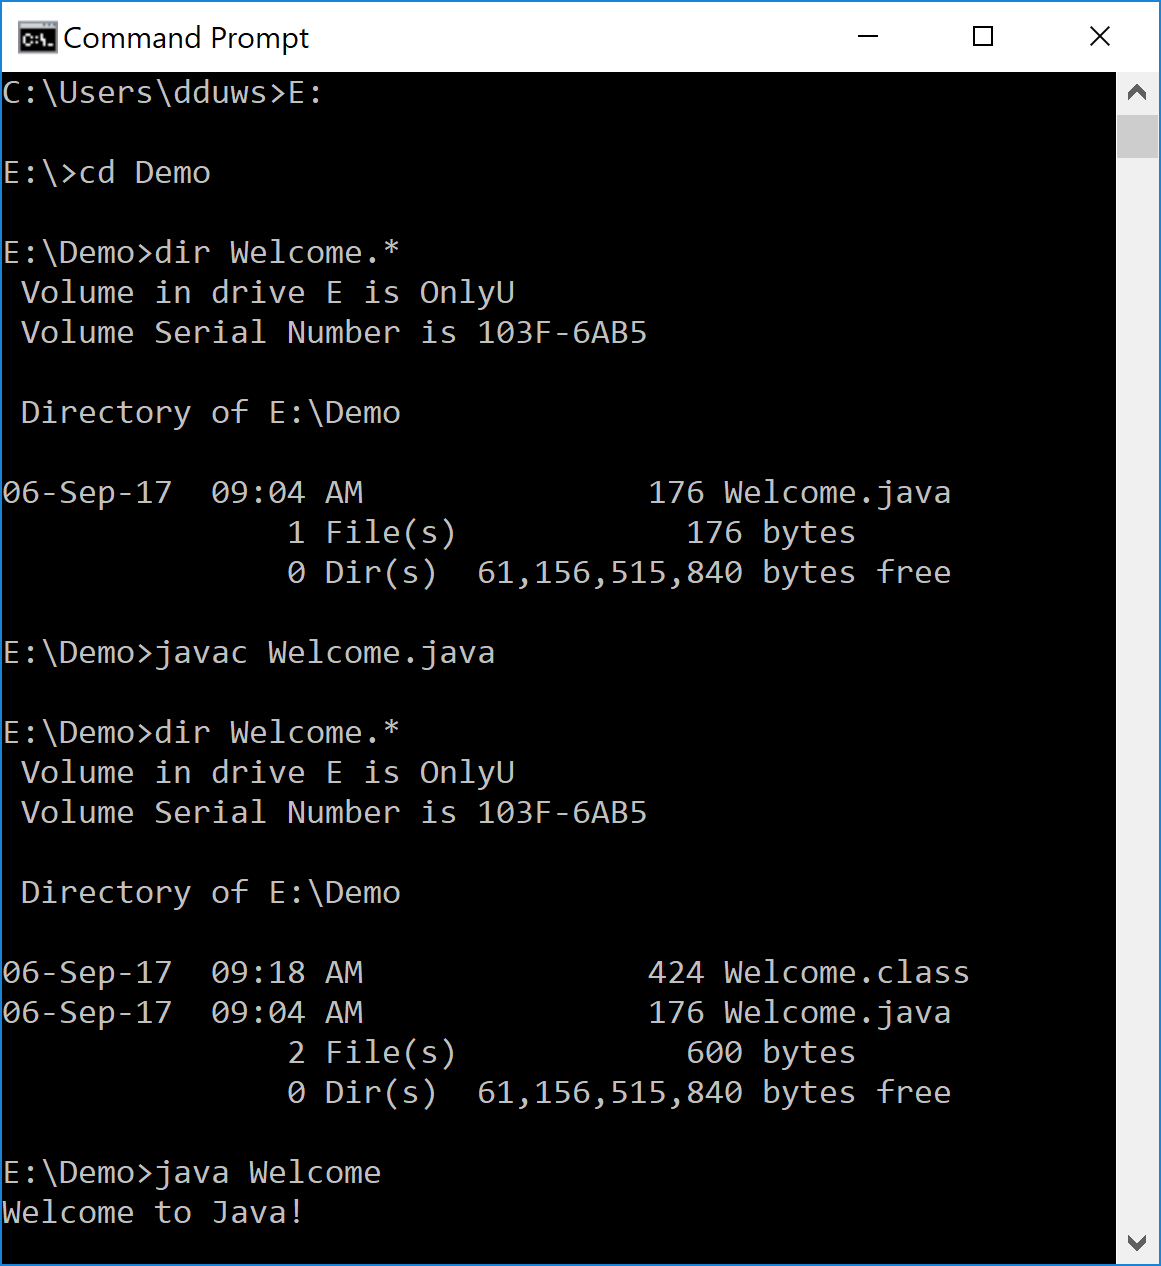 Command Prompt
C:\Users\dduws>E:
E:\>cd Demo
E:\Demo>dir Welcome.*
Volume in drive E is OnlyU
Volume Serial Number is 103F-6AB5
Directory of E:\Demo
06-Sep-17  09:04 AM               176 Welcome.java
1 File(s)            176 bytes
0 Dir(s)  61,156,515,840 bytes free
E:\Demo>javac Welcome.java
E:\Demo>dir Welcome.*
Volume in drive E is OnlyU
Volume Serial Number is 103F-6AB5
Directory of E:\Demo
06-Sep-17  09:18 AM               424 Welcome.class
06-Sep-17  09:04 AM               176 Welcome.java
2 File(s)            600 bytes
0 Dir(s)  61,156,515,840 bytes free
E:\Demo>java Welcome
Welcome to Java!